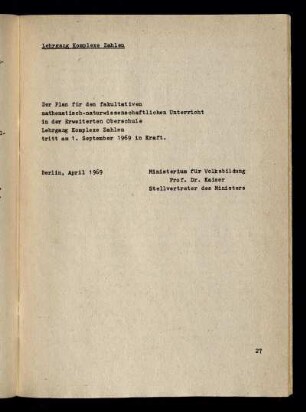 Lehrgang Komplexe Zahlen
Der Plan für den fakultativen
mathematisch-naturwissenschaftlichen Unterricht
in der Erweiterten Oberschule
Lehrgang Komplexe Zahlen
tritt am 1. September 1969 in Kraft.
Berlin, April 1969
Ministerium für Volksbildung
Prof. Dr. Kaiser
Stellvertreter des Ministers
27